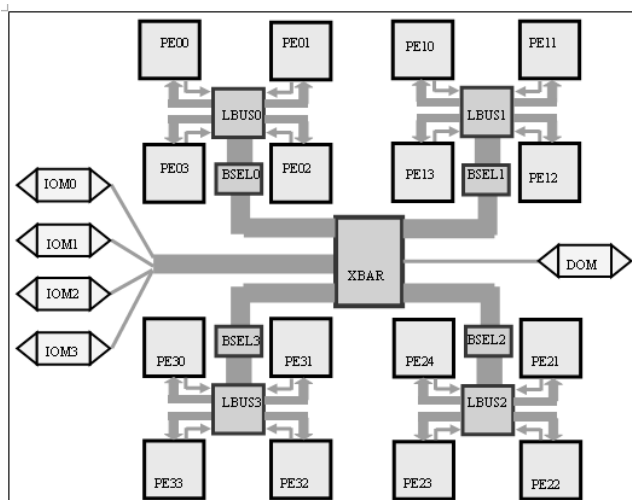 PE00
PE01
PE10
PE11
LBUS0
LBUS1
PE03
BSEL0
PE02
PE13
BSEL1
PE12
IOM0
IOM1
XBAR
DOM
IOM2
IOM3
PE30
BSEL3
PE31
PE24
BSEL2
PE21
LBUS3
LBUS2
PE33
PE32
PE23
PE22